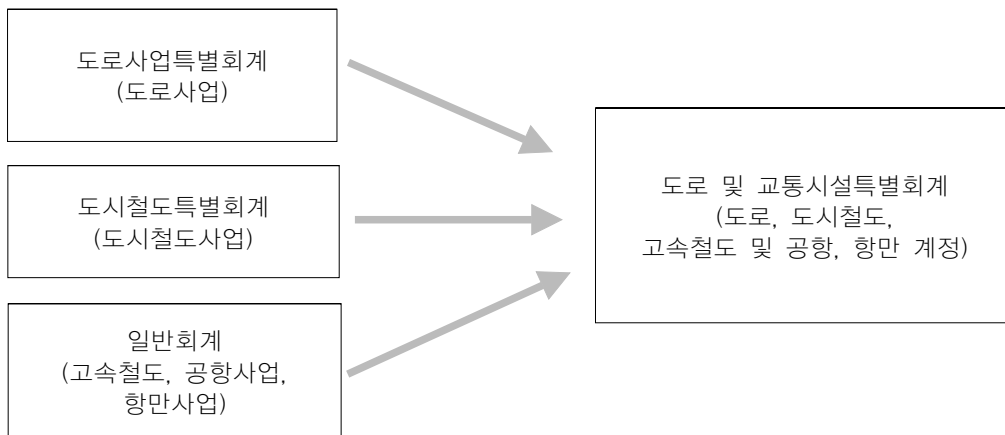 도로사업특별회계
(도로사업)
도시철도특별회계
(도시철도사업)
일반회계
(고속철도, 공항사업,
항만사업)
도로 및 교통시설특별회계
(도로, 도시철도,
고속철도 및 공항, 항만 계정)